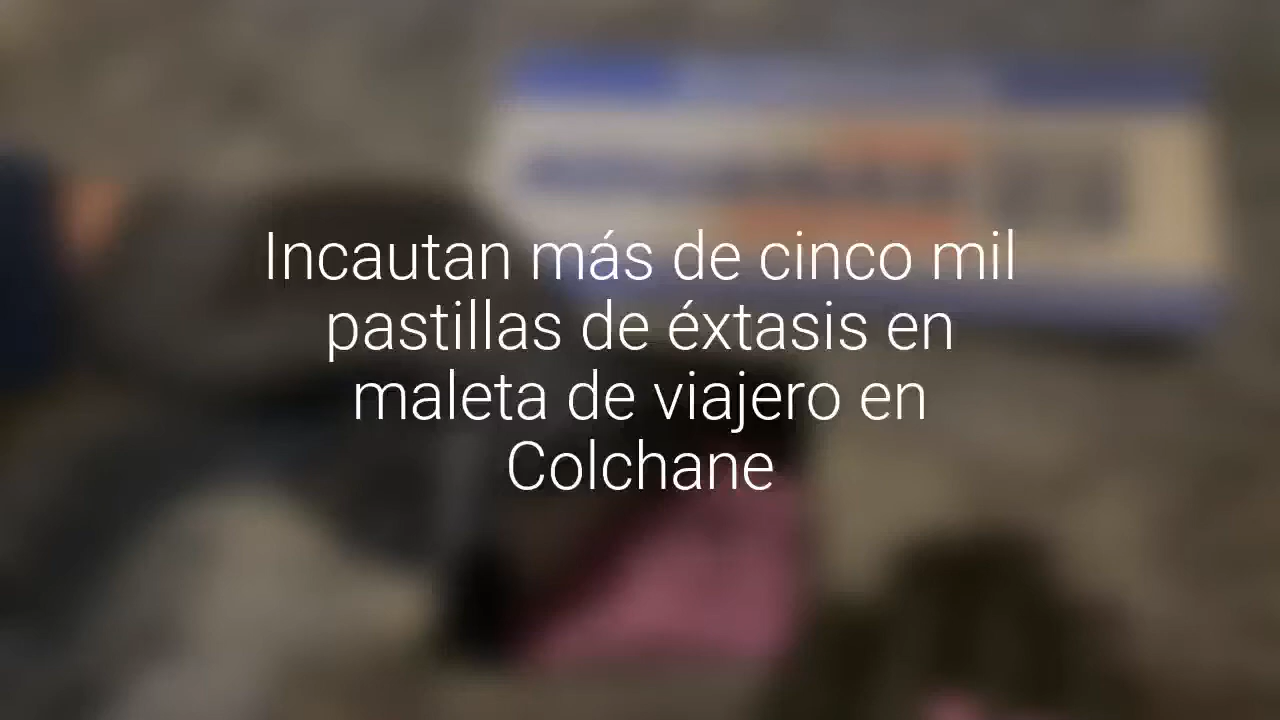 Incautan más de cinco mil
pastillas de éxtasis en
maleta de viajero en
Colchane